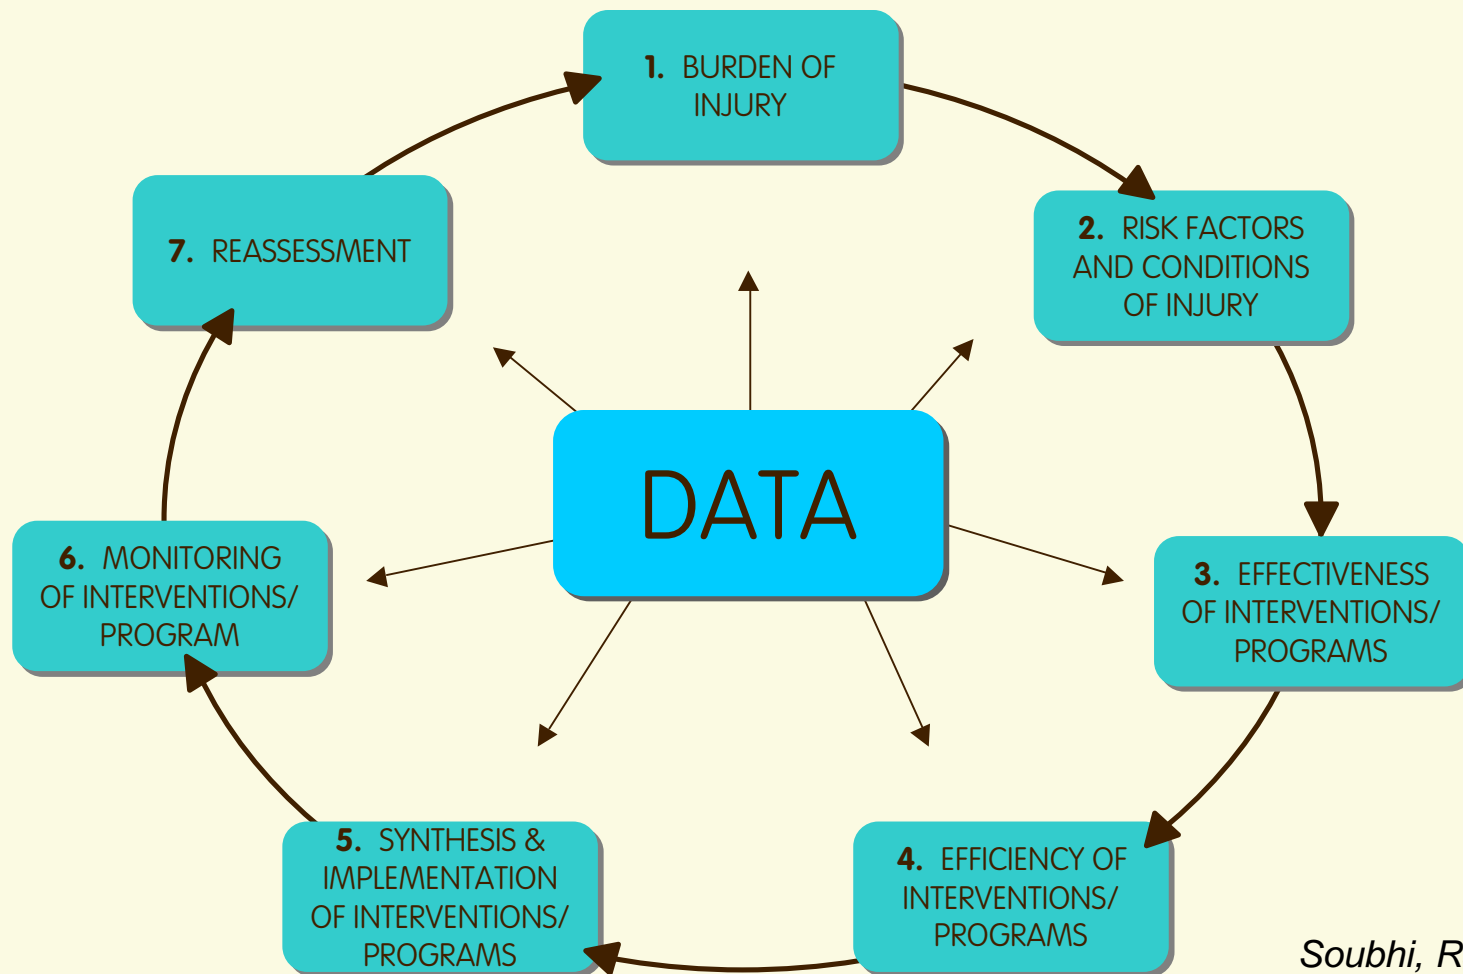 1. BURDEN OF
INJURY
2. RISK FACTORS
AND CONDITIONS
OF INJURY
3. EFFECTIVENESS
OF INTERVENTIONS/
PROGRAMS
4. EFFICIENCY OF
INTERVENTIONS/
PROGRAMS
5. SYNTHESIS &
IMPLEMENTATION
OF INTERVENTIONS/
PROGRAMS
6. MONITORING
OF INTERVENTIONS/
PROGRAM
7. REASSESSMENT
DATA
Soubhi, R